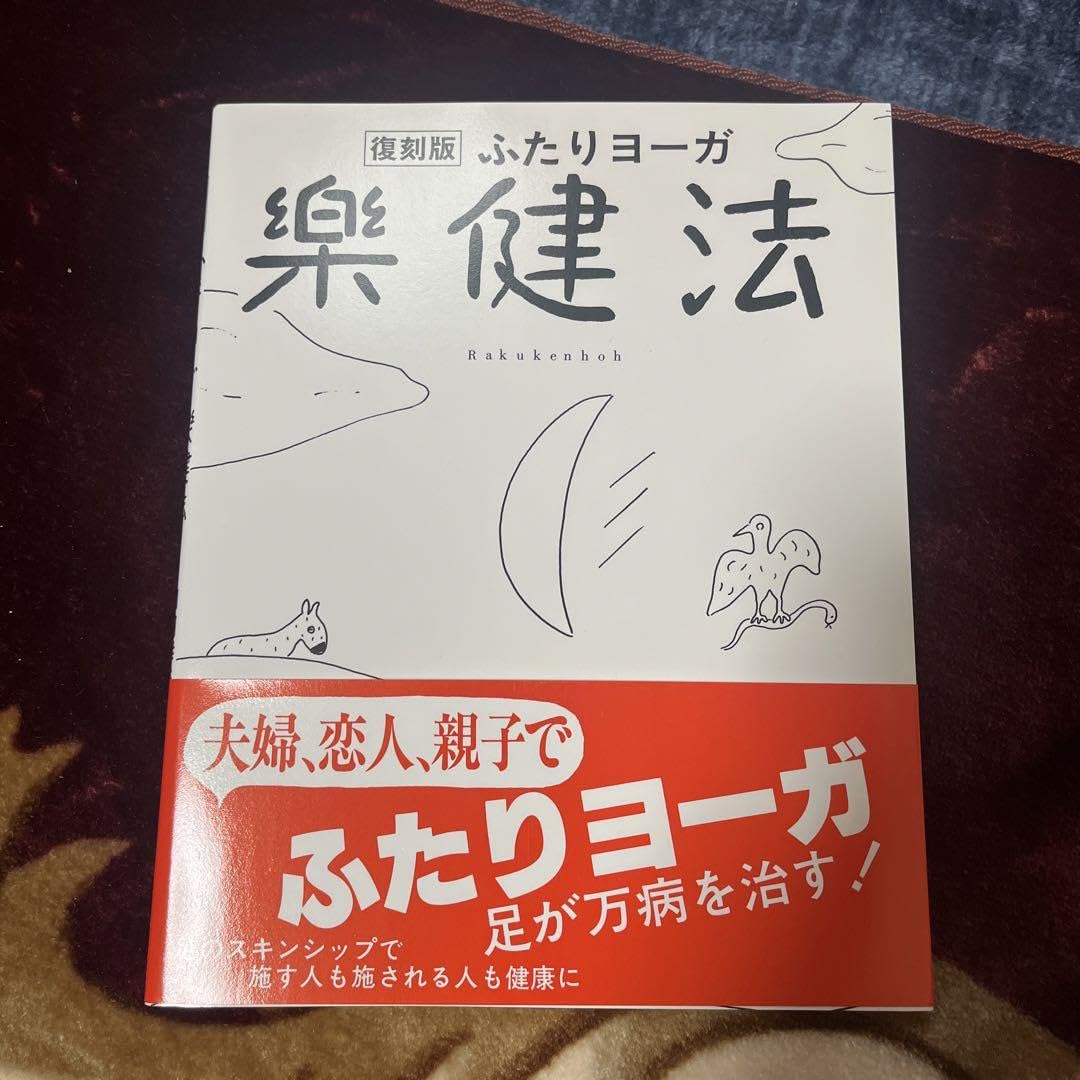 復刻版 ふたりヨーガ
樂健法
Rakukenhoh
夫婦、恋人、親子で
ふたりヨーガ
足が万病を治す!
のスキンシップで
施す人も施される人も健康に